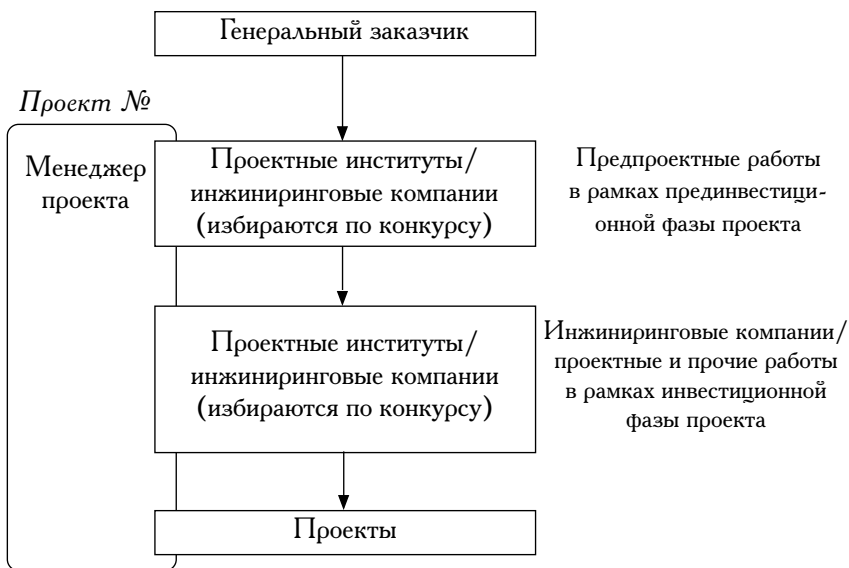 Генеральный заказчик
Проект №
Менеджер
проекта
Проектные институты/
инжиниринговые компании
(избираются по конкурсу)
Предпроектные работы
в рамках прединвестици-
онной фазы проекта
Проектные институты/
инжиниринговые компании
(избираются по конкурсу)
Инжиниринговые компании/
проектные и прочие работы
в рамках инвестиционной
фазы проекта
Проекты